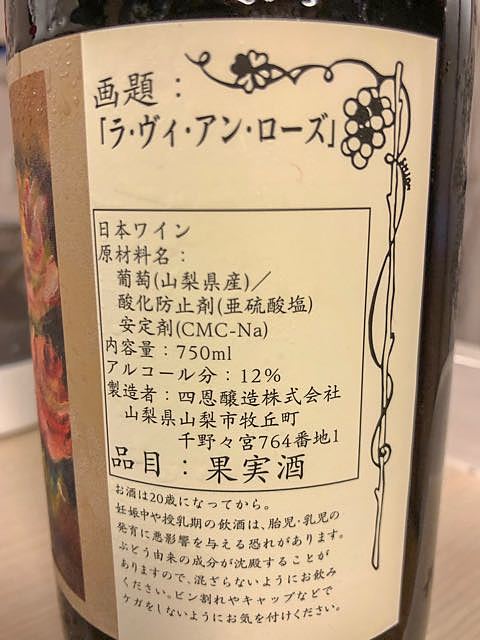 画題：
「ラ・ヴィ・アン・ローズ」
日本ワイン
原材料名：
葡萄(山梨県産)／
酸化防止剤(亜硫酸塩)
安定剤(CMC-Na)
内容量：750ml
アルコール分：12%
製造者：四恩醸造株式会社
山梨県山梨市牧丘町
千野々宮764番地1
品目：果実酒
お酒は20歳になってから。
妊娠中や授乳期の飲酒は、胎児・乳児の
発育に悪影響を与える恐れがあります。
ぶどう由来の成分が沈殿することが
ありますので、混ざらないようにお飲み
ください。ビン割れやキャップなどで
ケガをしないようにお気を付けください。